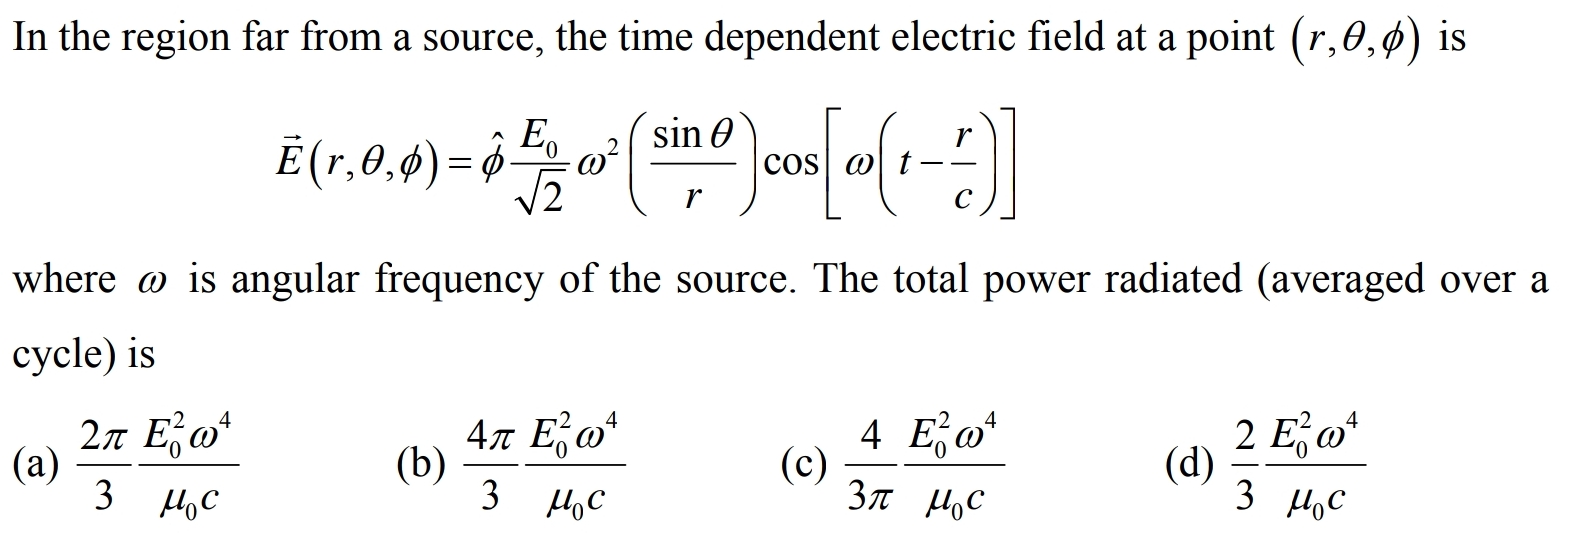 In the region far from a source, the time dependent electric field at a point (r,θ,ϕ) is
$\vec{E}(r,\theta,\phi)=\hat{\phi}\frac{E_0}{\sqrt{2}}\omega^2\left(\frac{\sin\theta}{r}\right)\cos\left[\omega\left(t-\frac{r}{c}\right)\right]$
where ω is angular frequency of the source. The total power radiated (averaged over a
cycle) is
(a) $\frac{2\pi}{3}\frac{E_0^2\omega^4}{\mu_0 c}$ (b) $\frac{4\pi}{3}\frac{E_0^2\omega^4}{\mu_0 c}$ (c) $\frac{4}{3\pi}\frac{E_0^2\omega^4}{\mu_0 c}$ (d) $\frac{2}{3}\frac{E_0^2\omega^4}{\mu_0 c}$